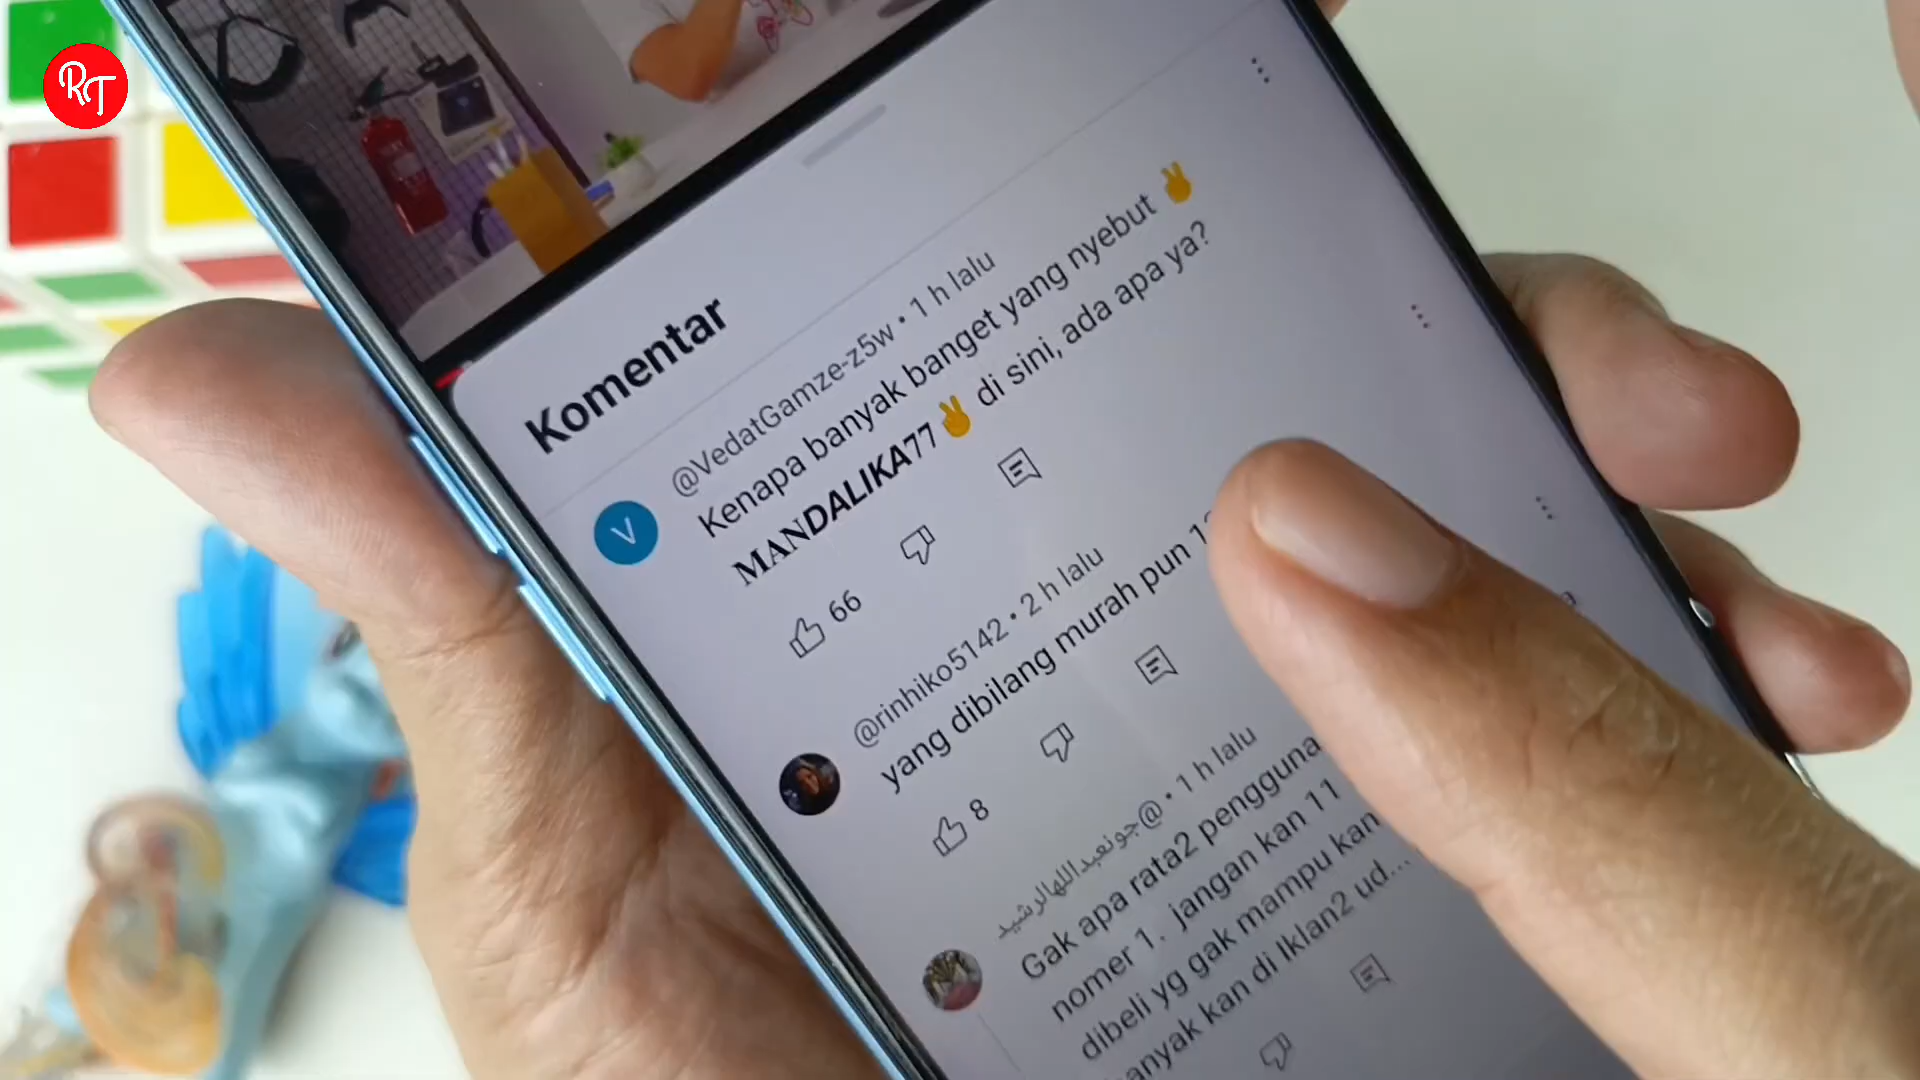 RT
Komentar
@VedatGamze-z5w • 1 h lalu
Kenapa banyak banget yang nyebut ✌
MANDALIKA77✌ di sini, ada apa ya?
66
@rinhiko5142 • 2 h lalu
yang dibilang murah pun
8
@جونعبداللهالرشيد • 1 h lalu
Gak apa rata2 pengguna
nomer 1. jangan kan 11
dibeli yg gak mampu kan
kan di Iklan2 ud...